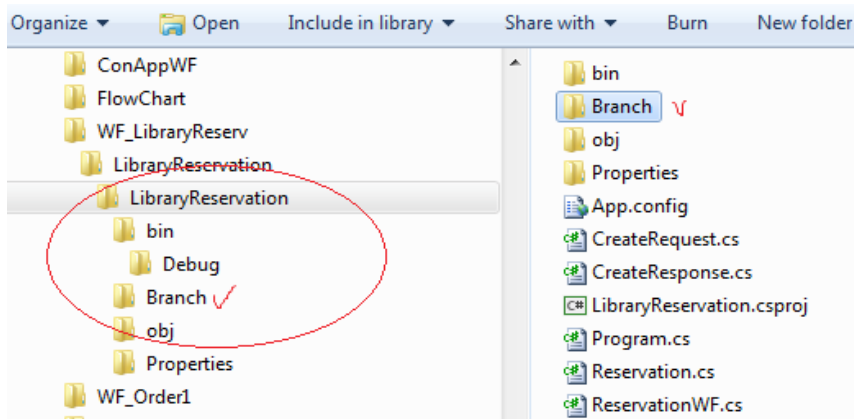 Organize Open Include in library Share with Burn New folder
ConAppWF
FlowChart
WF_LibraryReserv
LibraryReservation
LibraryReservation
bin
Debug
Branch
obj
Properties
WF_Order1
bin
Branch
obj
Properties
App.config
CreateRequest.cs
CreateResponse.cs
C# LibraryReservation.csproj
Program.cs
Reservation.cs
ReservationWF.cs